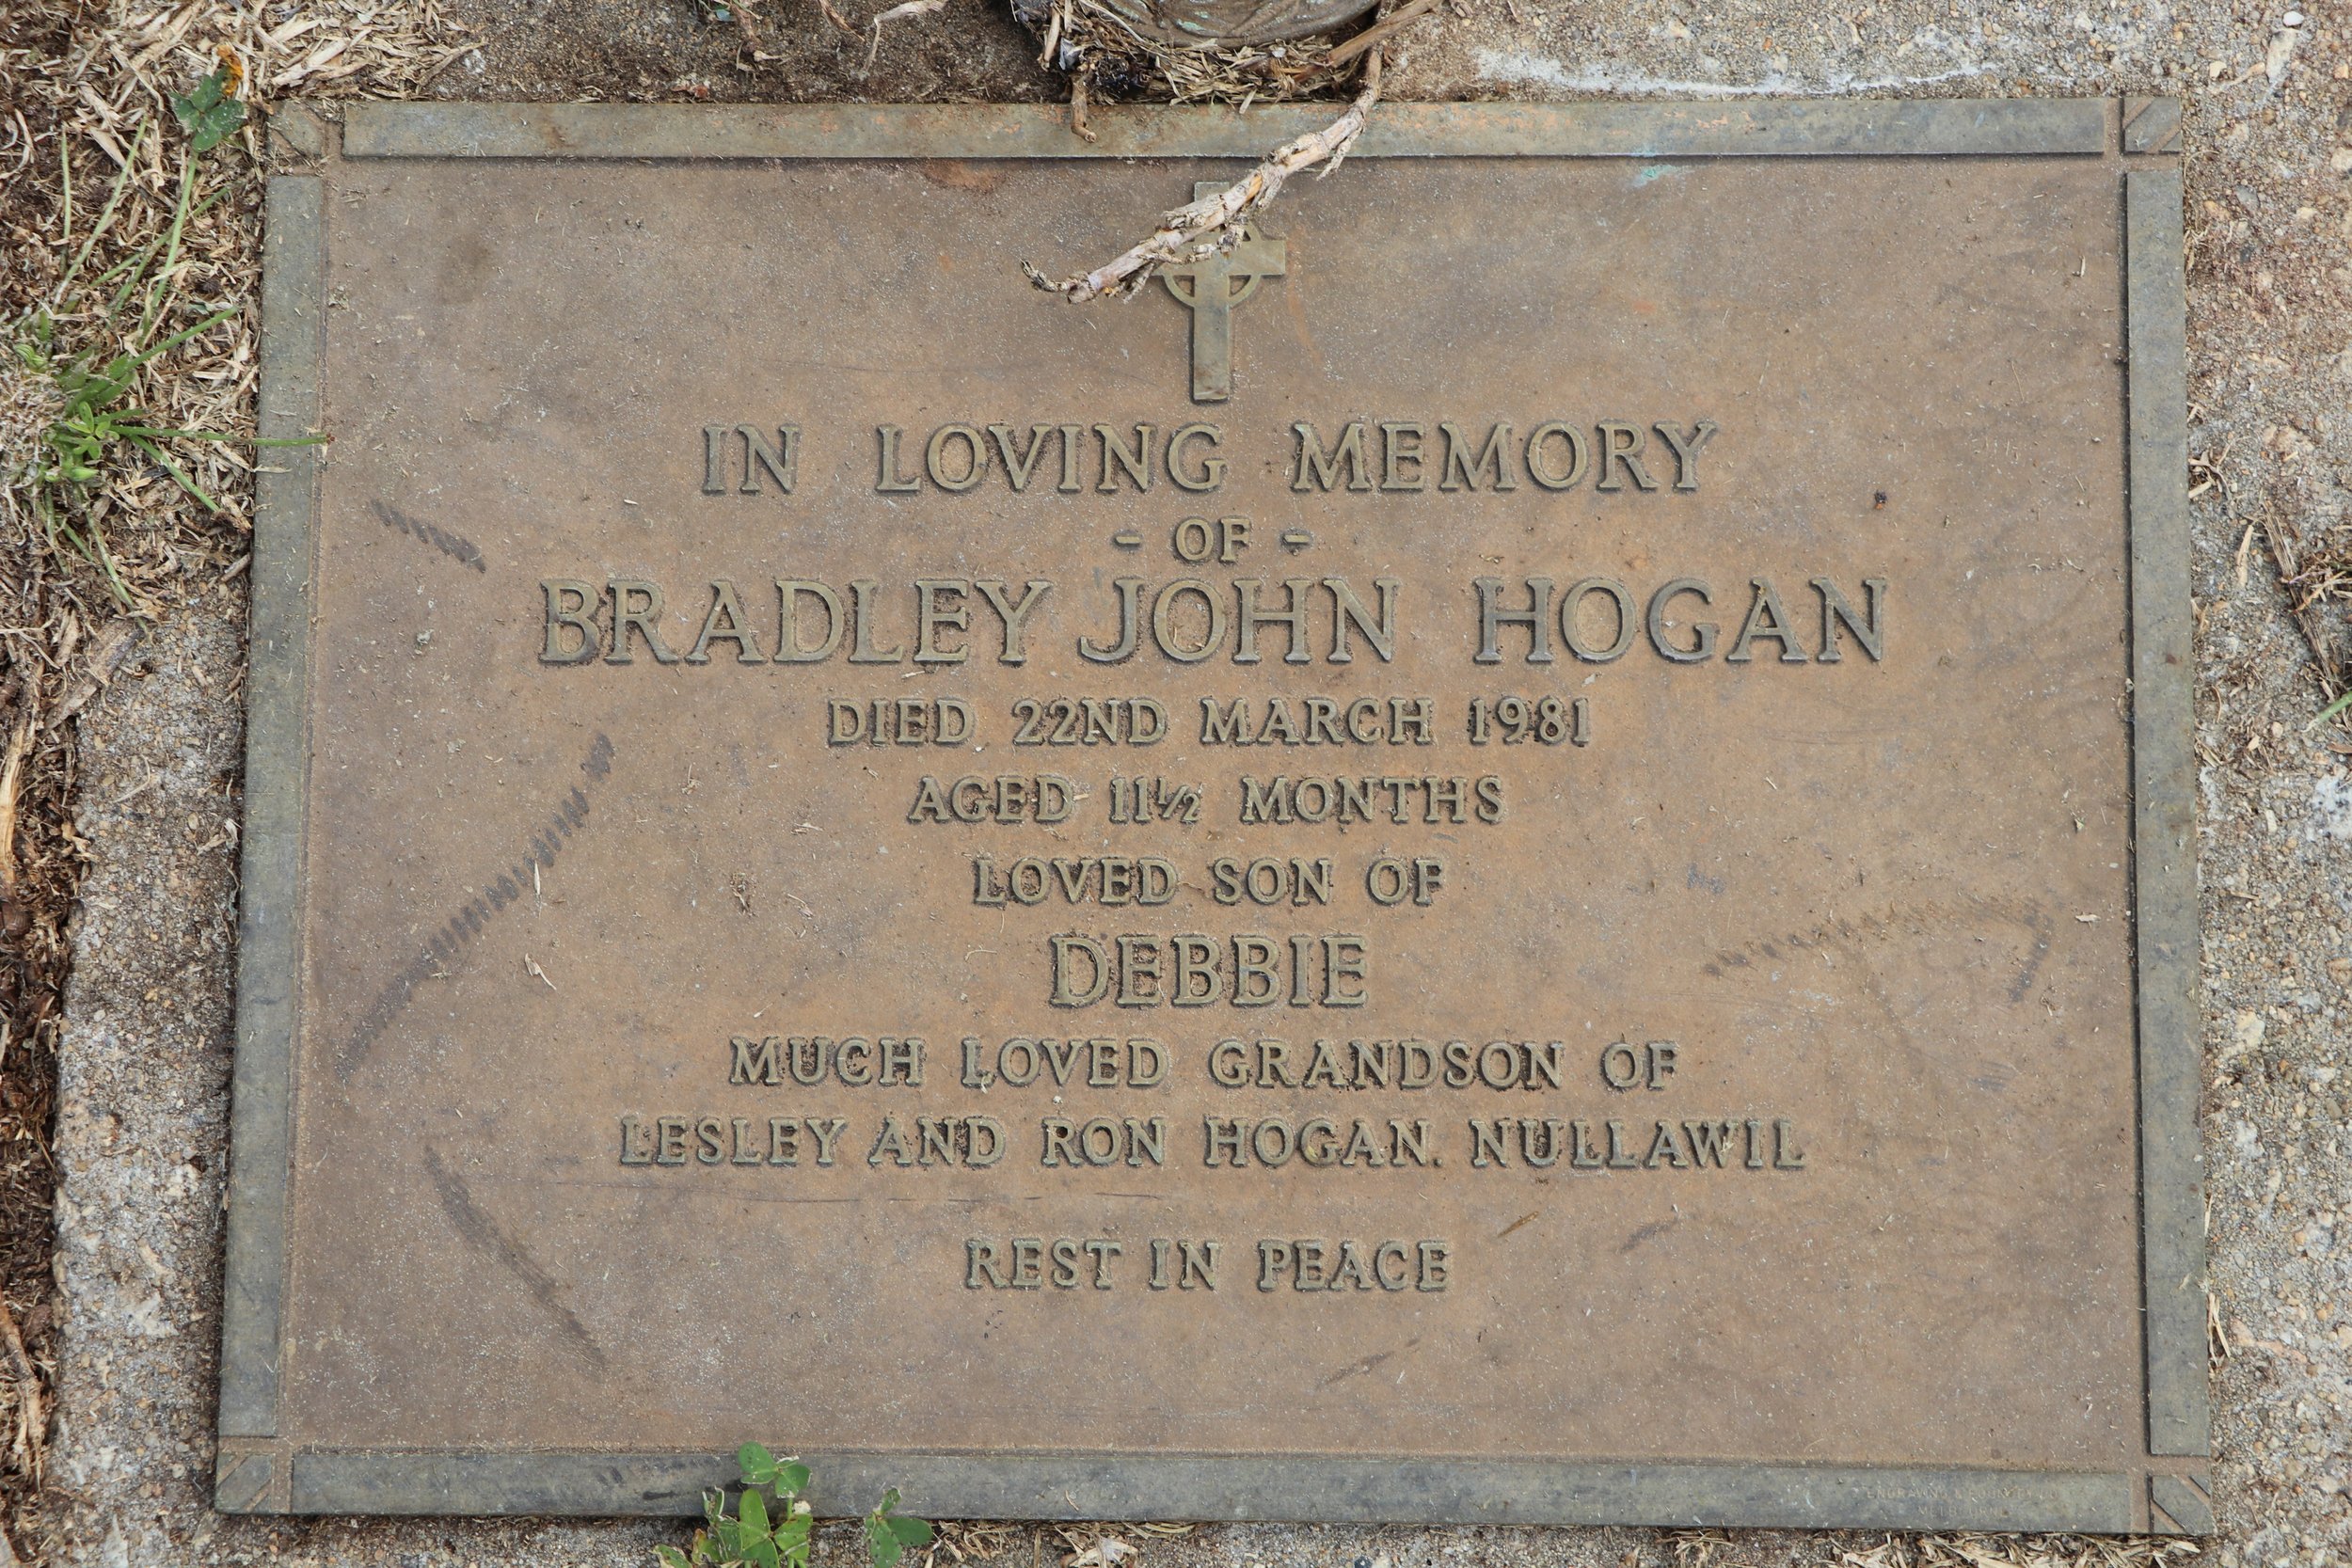 IN LOVING MEMORY
- OF -
BRADLEY JOHN HOGAN
DIED 22ND MARCH 1981
AGED 11½ MONTHS
LOVED SON OF
DEBBIE
MUCH LOVED GRANDSON OF
LESLEY AND RON HOGAN. NULLAWIL
REST IN PEACE